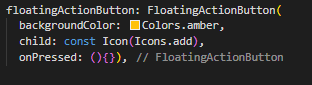 floatingActionButton: FloatingActionButton(
  backgroundColor: Colors.amber,
  child: const Icon(Icons.add),
  onPressed: (){}), // FloatingActionButton